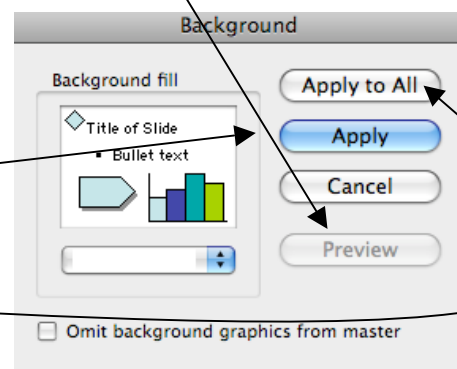 Background
Background fill
Title of Slide
▪ Bullet text
Apply to All
Apply
Cancel
Preview
Omit background graphics from master